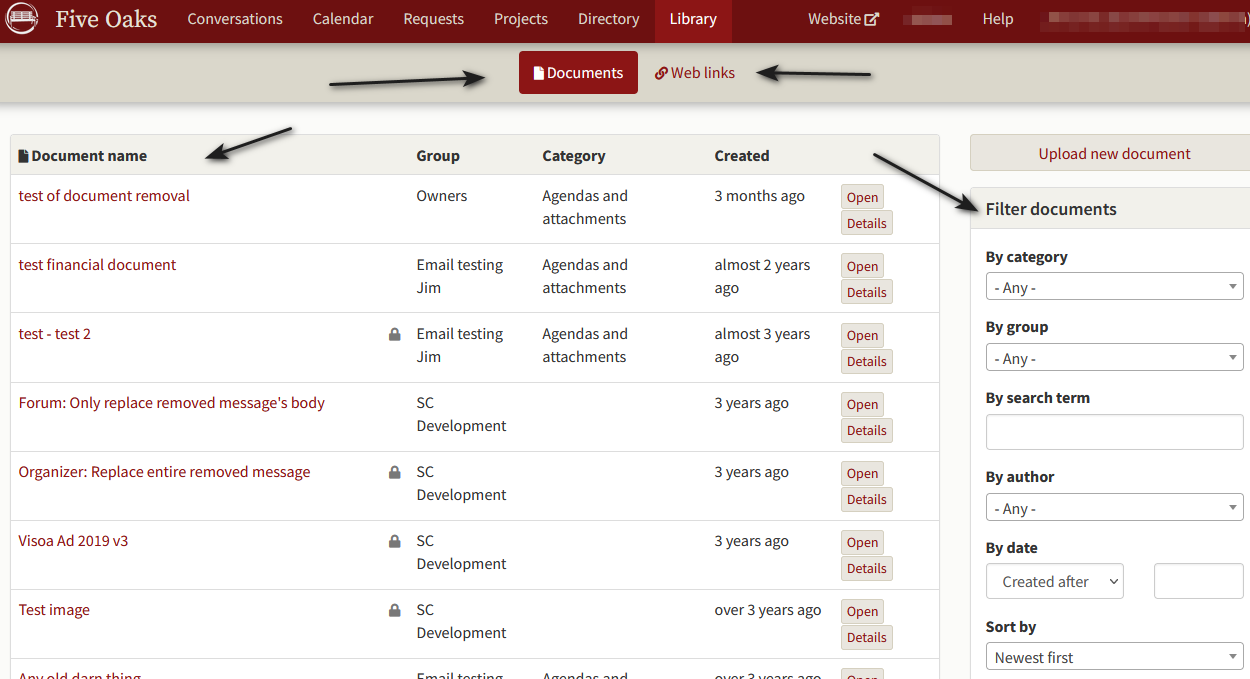 Five Oaks Conversations Calendar Requests Projects Directory Library Website Help
Documents Web links
Document name Group Category Created
test of document removal Owners Agendas and 3 months ago Open
attachments Details
test financial document Email testing Agendas and almost 2 years Open
Jim attachments ago Details
test - test 2 Email testing Agendas and almost 3 years Open
Jim attachments ago Details
Forum: Only replace removed message's body SC 3 years ago Open
Development Details
Organizer: Replace entire removed message SC 3 years ago Open
Development Details
Visoa Ad 2019 v3 SC 3 years ago Open
Development Details
Test image SC over 3 years ago Open
Development Details
Any old darn thing Email testing Agendas and over 3 years ago Open
Upload new document
Filter documents
By category
- Any -
By group
- Any -
By search term
By author
- Any -
By date
Created after
Sort by
Newest first